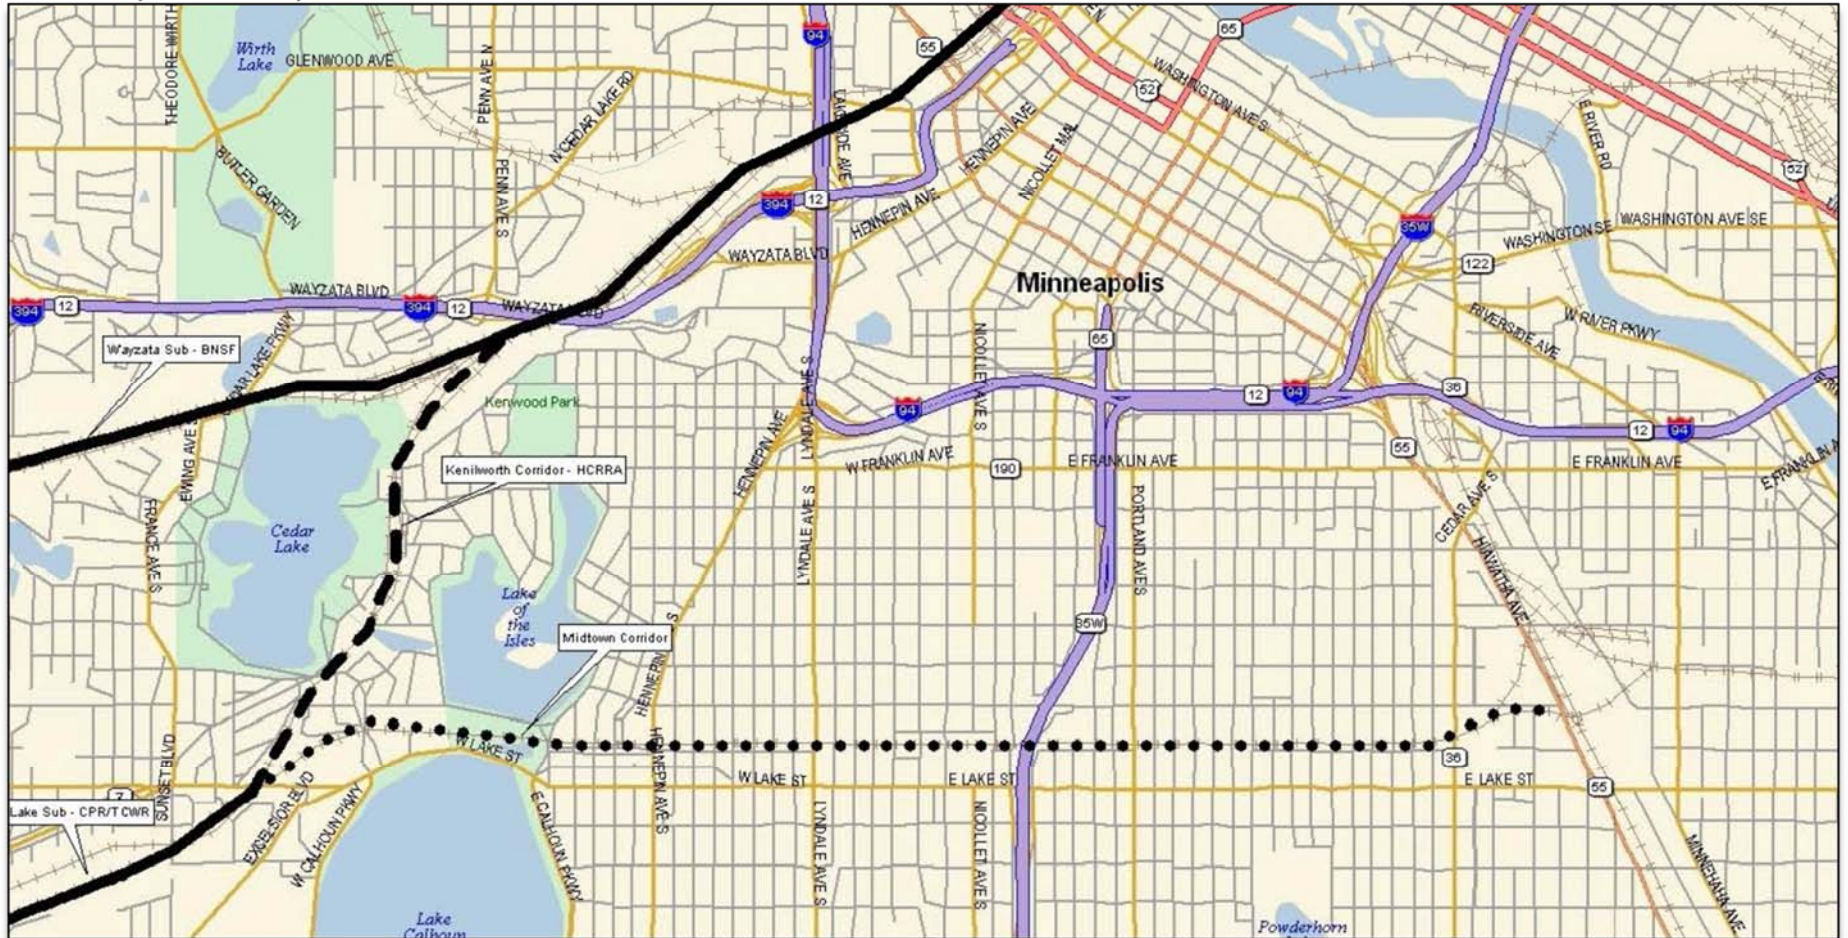 THEODORE WIRTH
Wirth
Lake
GLENWOOD AVE
PENN AVE N
N CEDAR LAKE RD
94
55
65
52
WASHINGTON AVE S
LAKESIDE AVE
HENNEPIN AVE
NICOLLET MAL
E RIVER RD
52
BUTLER GARDEN
PENN AVE S
394
12
HENNEPIN AVE
WAYZATA BLVD
35W
WASHINGTON SE
WASHINGTON AVE SE
122
Minneapolis
394
12
WAYZATA BLVD
394
12
WAYZATA BLVD
RIVERSIDE AVE
W RIVER PKWY
Wayzata Sub - BNSF
CEDAR LAKE PKWY
65
NICOLLET AVE S
LYNDALE AVE S
Kenwood Park
94
12
94
36
12
94
55
EWING AVE S
HENNEPIN AVE
W FRANKLIN AVE
190
E FRANKLIN AVE
E FRANKLIN AVE
E FRANKLIN A
Kenilworth Corridor - HCRRA
FRANCE AVE S
Cedar
Lake
LYNDALE AVE S
PORTLAND AVE S
CEDAR AVE S
HIAWATHA AVE
Lake
of
the
Isles
Midtown Corridor
35W
HENNEPIN
S
W LAKE ST
HENNEPIN AVE S
SUNSET BLVD
W LAKE ST
E LAKE ST
36
E LAKE ST
55
7
Lake Sub - CPR/TCWR
EXCELSIOR BLVD
W CALHOUN PKWY
E CALHOUN PKWY
LYNDALE AVE S
NICOLLET AVE S
MINNEHAHA AVE
Lake
Calhoun
Powderhorn